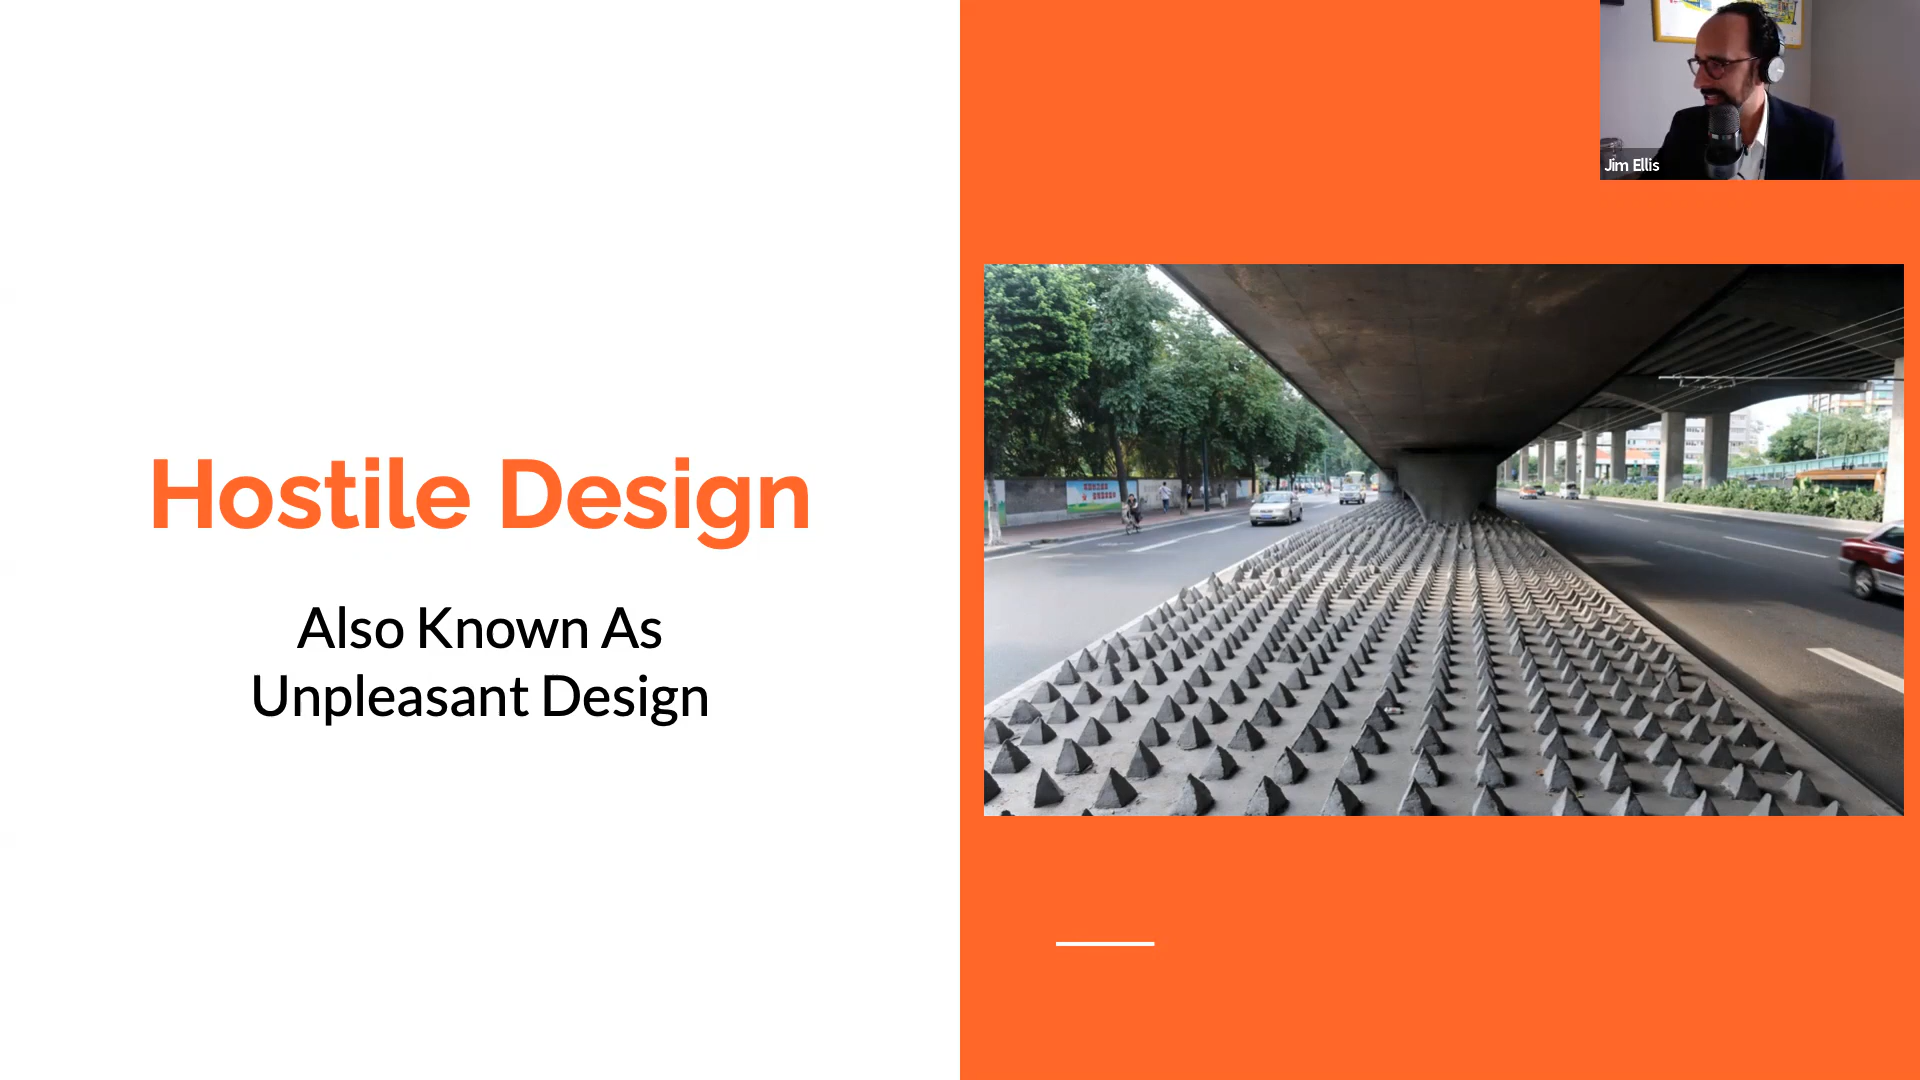 Hostile Design
Also Known As
Unpleasant Design
Jim Ellis